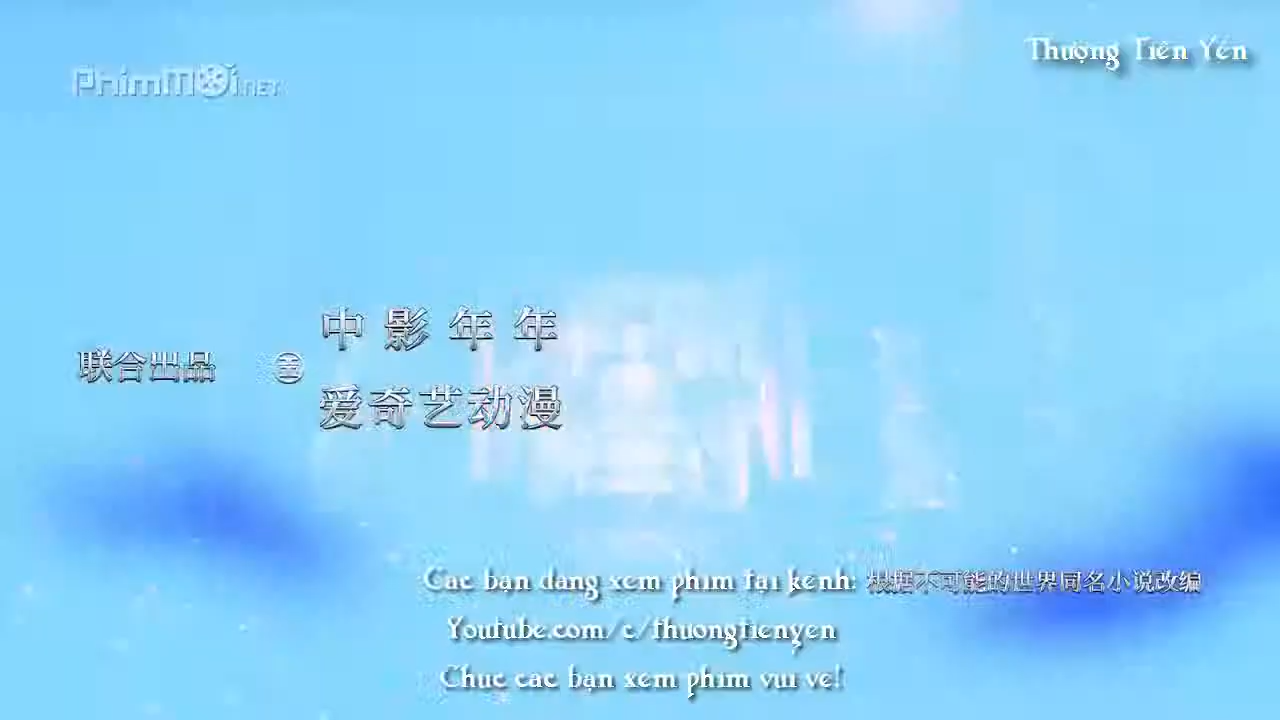 Thượng Tiên Yên
PhimMoi.NET
中影年年
联合出品
爱奇艺动漫
Các bạn đang xem phim tại kênh:
根据不可能的世界同名小说改编
Youtube.com/c/thuongtienyen
Chúc các bạn xem phim vui vẻ!